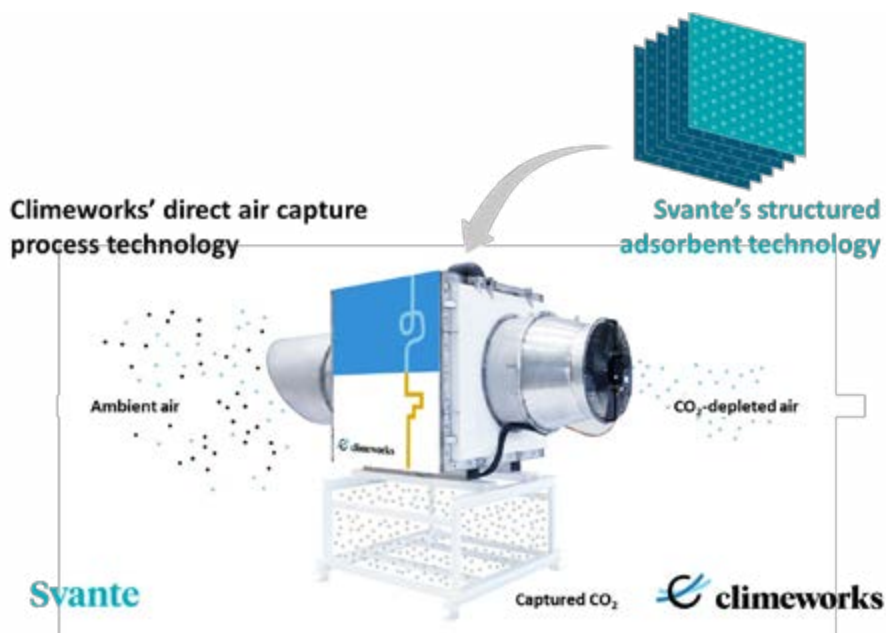 Climeworks' direct air capture
process technology
Svante's structured
adsorbent technology
Ambient air
CO₂-depleted air
climeworks
Captured CO₂
Svante
climeworks